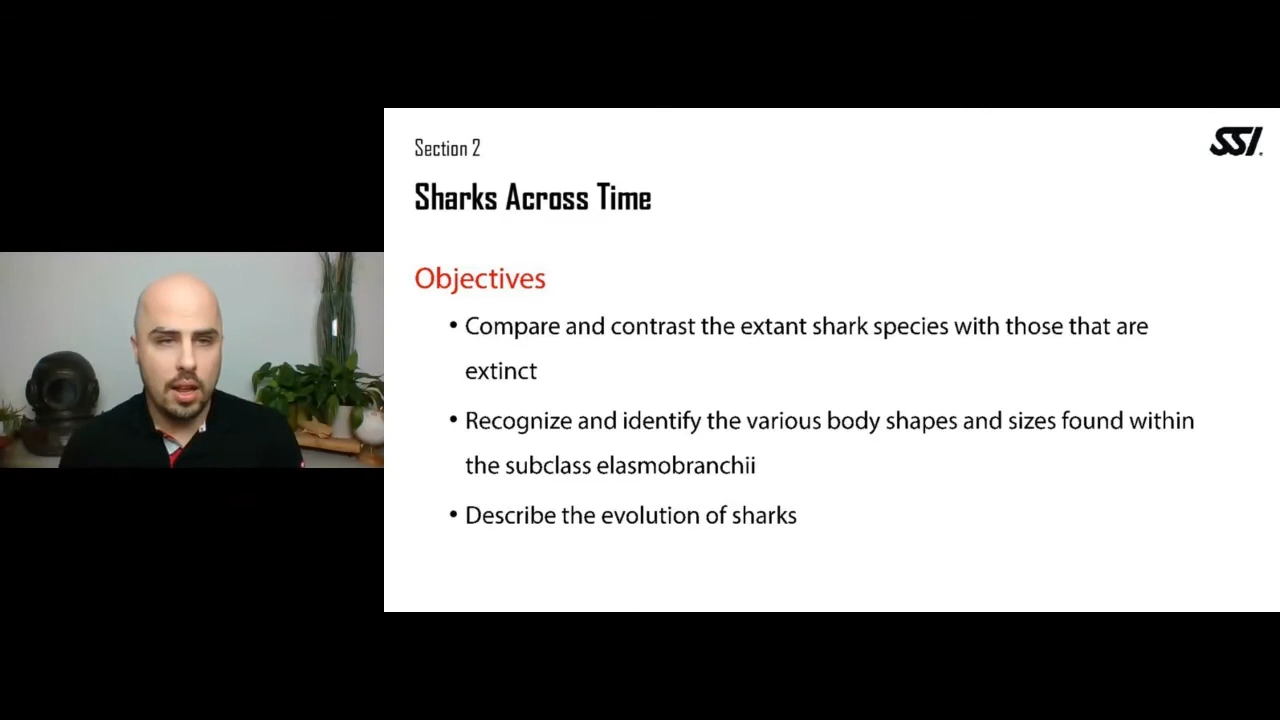 Section 2
SSI
Sharks Across Time
Objectives
• Compare and contrast the extant shark species with those that are
extinct
• Recognize and identify the various body shapes and sizes found within
the subclass elasmobranchii
• Describe the evolution of sharks